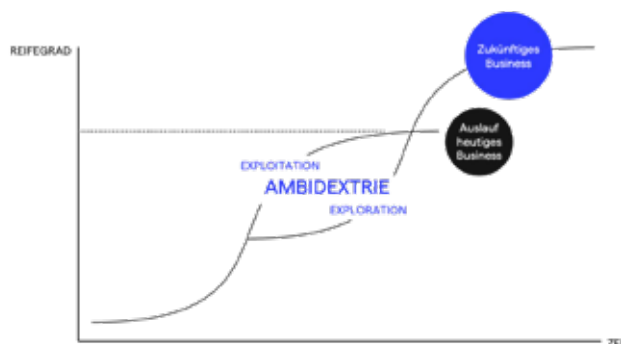 REIFEGRAD
Zukünftiges
Business
Auslauf
heutiges
Business
EXPLOITATION
AMBIDEXTRIE
EXPLORATION